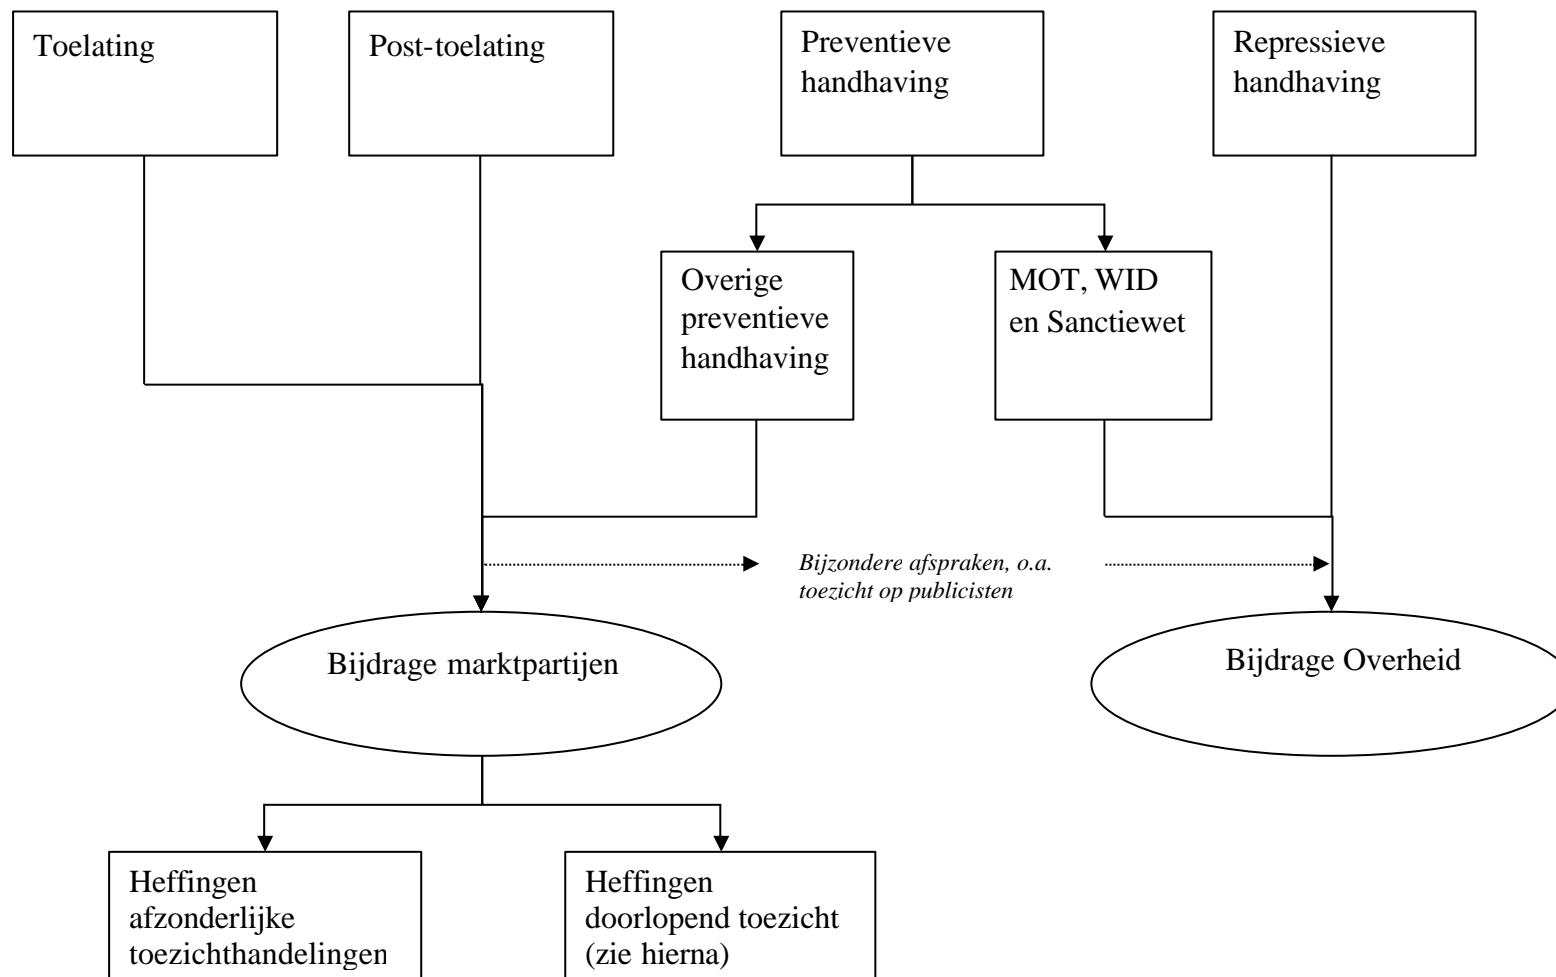 Toelating
Post-toelating
Preventieve
handhaving
Repressieve
handhaving
Overige
preventieve
handhaving
MOT, WID
en Sanctiewet
Bijzondere afspraken, o.a.
toezicht op publicisten
Bijdrage marktpartijen
Bijdrage Overheid
Heffingen
afzonderlijke
toezichthandelingen
Heffingen
doorlopend toezicht
(zie hierna)